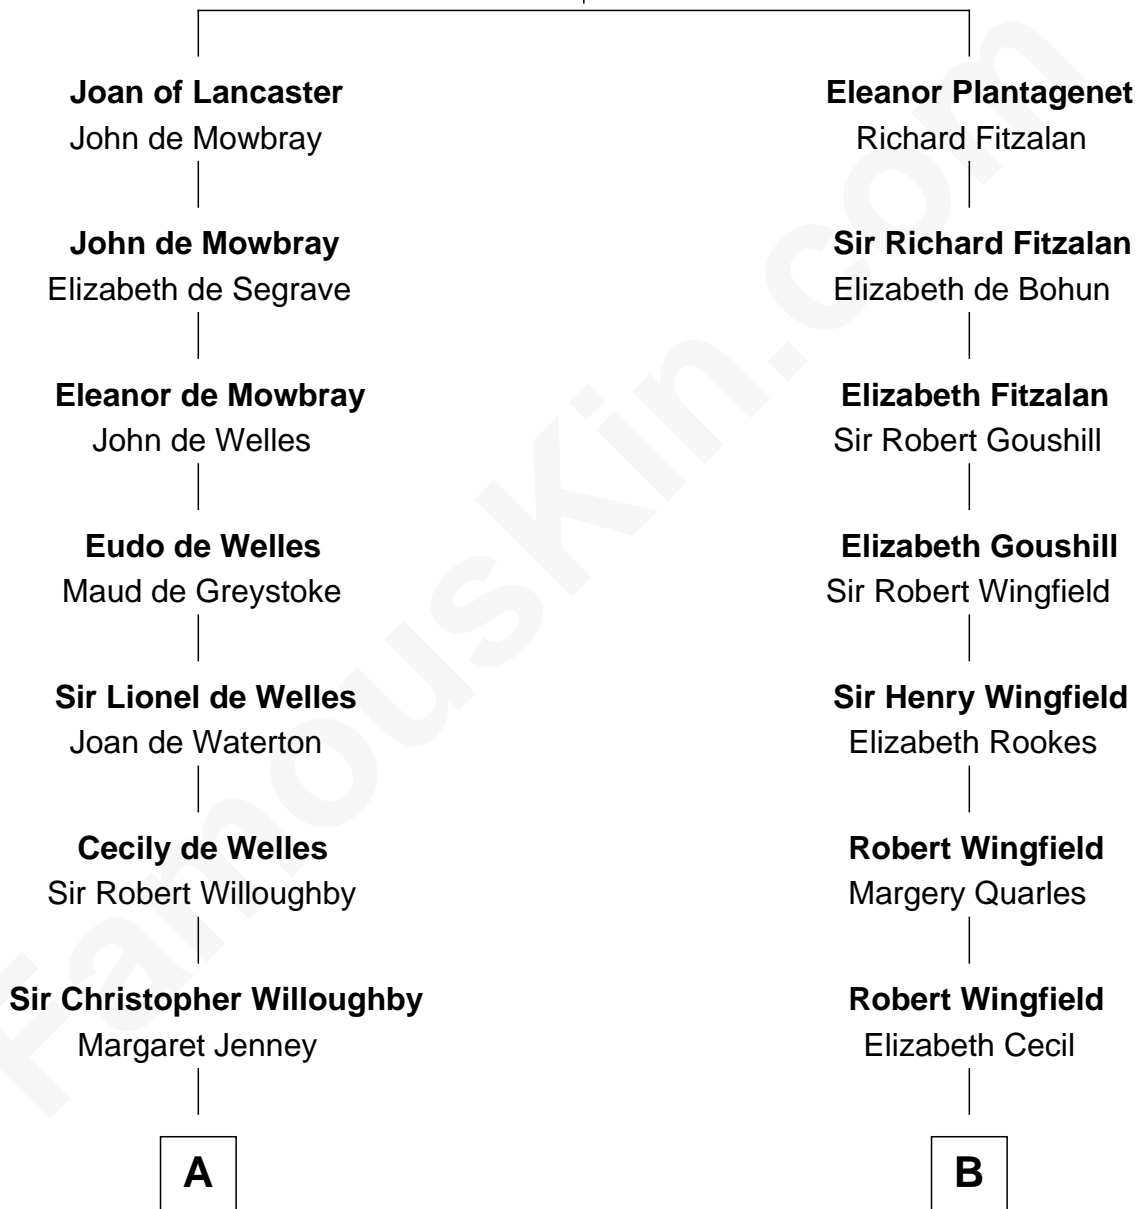 Joan of Lancaster
John de Mowbray
John de Mowbray
Elizabeth de Segrave
Eleanor de Mowbray
John de Welles
Eudo de Welles
Maud de Greystoke
Sir Lionel de Welles
Joan de Waterton
Cecily de Welles
Sir Robert Willoughby
Sir Christopher Willoughby
Margaret Jenney
A
Eleanor Plantagenet
Richard Fitzalan
Sir Richard Fitzalan
Elizabeth de Bohun
Elizabeth Fitzalan
Sir Robert Goushill
Elizabeth Goushill
Sir Robert Wingfield
Sir Henry Wingfield
Elizabeth Rookes
Robert Wingfield
Margery Quarles
Robert Wingfield
Elizabeth Cecil
B
FamousKin.com